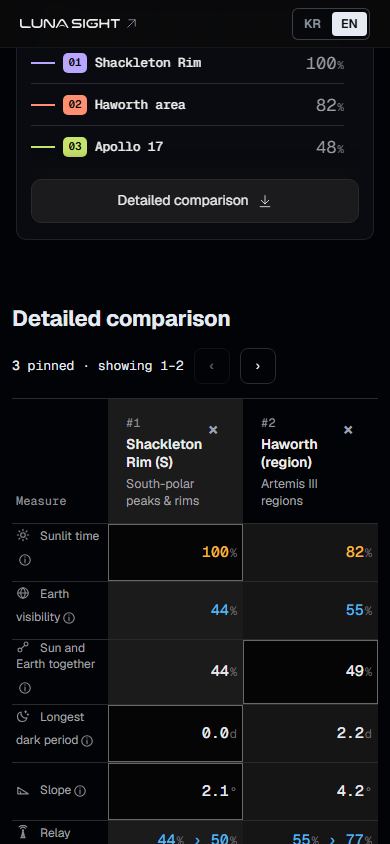 LUNA SIGHT ↗ KR EN
01 Shackleton Rim 100%
02 Haworth area 82%
03 Apollo 17 48%
Detailed comparison
Detailed comparison
3 pinned · showing 1–2 ‹ ›
#1 × #2 ×
Shackleton Haworth
Rim (S) (region)
South-polar Artemis III
Measure peaks & rims regions
Sunlit time 100% 82%
Earth
visibility 44% 55%
Sun and
Earth together 44% 49%
Longest
dark period 0.0d 2.2d
Slope 2.1° 4.2°
Relay 44% › 50% 55% › 77%